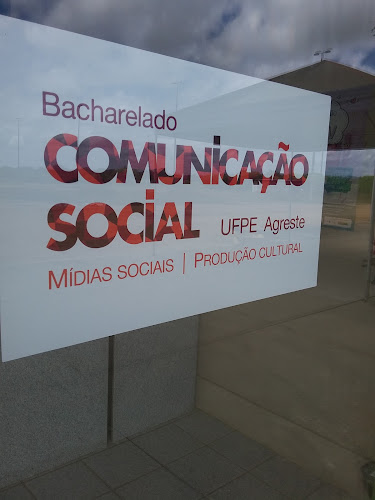 Bacharelado
COMUNICAÇÃO
SOCIAL UFPE Agreste
MÍDIAS SOCIAIS | PRODUÇÃO CULTURAL